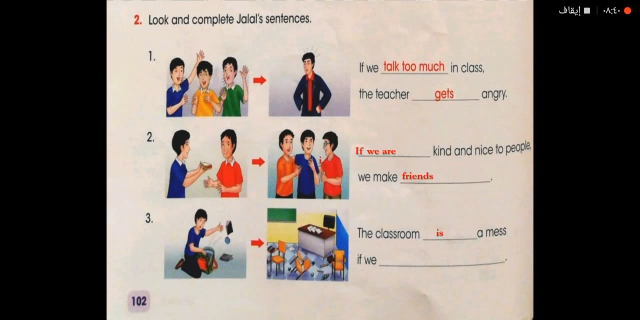 إيقاف ٠٨:٤٠
2. Look and complete Jalal's sentences.
1.
If we talk too much in class,
the teacher gets angry.
2.
If we are kind and nice to people,
we make friends.
3.
The classroom is a mess
if we ____________.
102